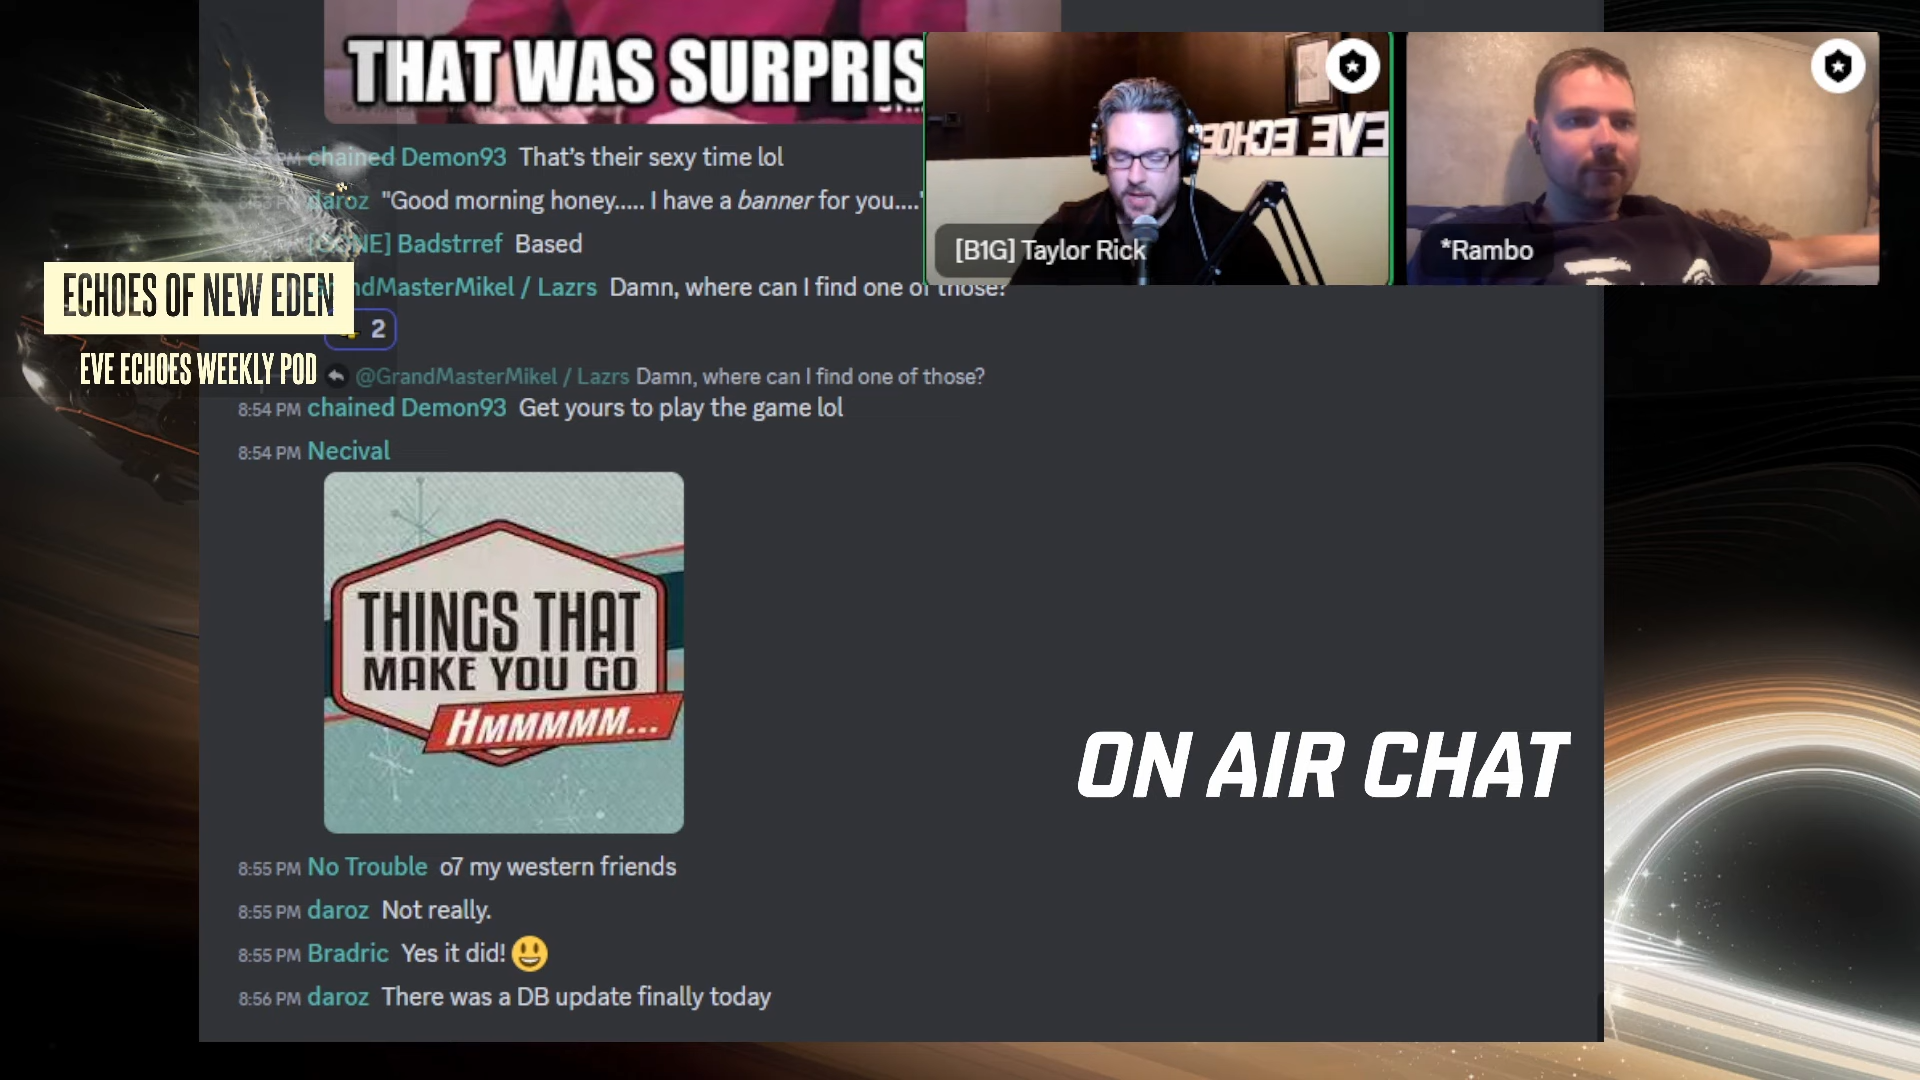 THAT WAS SURPRIS
chained Demon93 That's their sexy time lol
daroz "Good morning honey..... I have a banner for you...."
Badstrref Based
ndMasterMikel / Lazrs Damn, where can I find one of those?
2
@GrandMasterMikel / Lazrs Damn, where can I find one of those?
8:54 PM chained Demon93 Get yours to play the game lol
8:54 PM Necival
THINGS THAT
MAKE YOU GO
HMMMMM...
8:55 PM No Trouble o7 my western friends
8:55 PM daroz Not really.
8:55 PM Bradric Yes it did!
8:56 PM daroz There was a DB update finally today
ECHOES OF NEW EDEN
EVE ECHOES WEEKLY POD
EVE ECHOES
[B1G] Taylor Rick
*Rambo
ON AIR CHAT